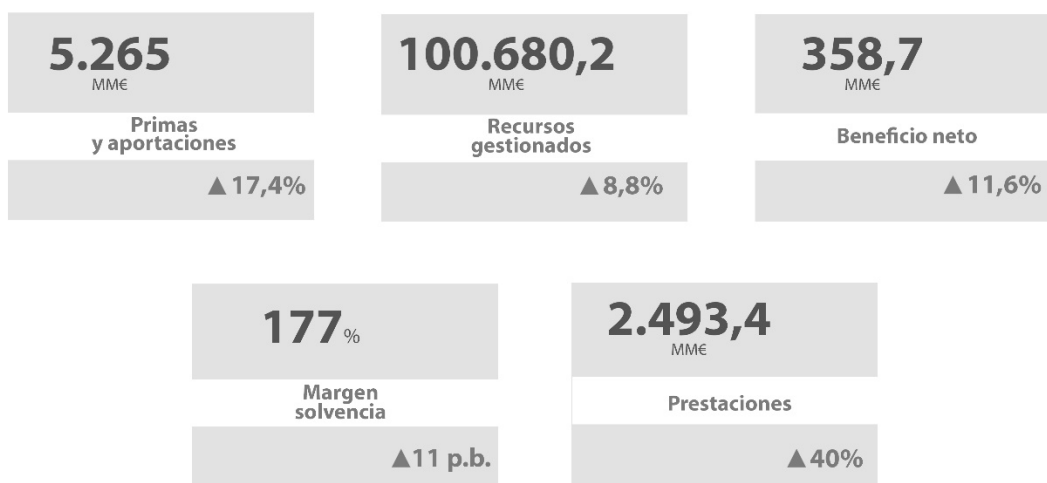 5.265
MM€
Primas
y aportaciones
▲17,4%
100.680,2
MM€
Recursos
gestionados
▲8,8%
358,7
MM€
Beneficio neto
▲11,6%
177%
Margen
solvencia
▲11 p.b.
2.493,4
MM€
Prestaciones
▲40%